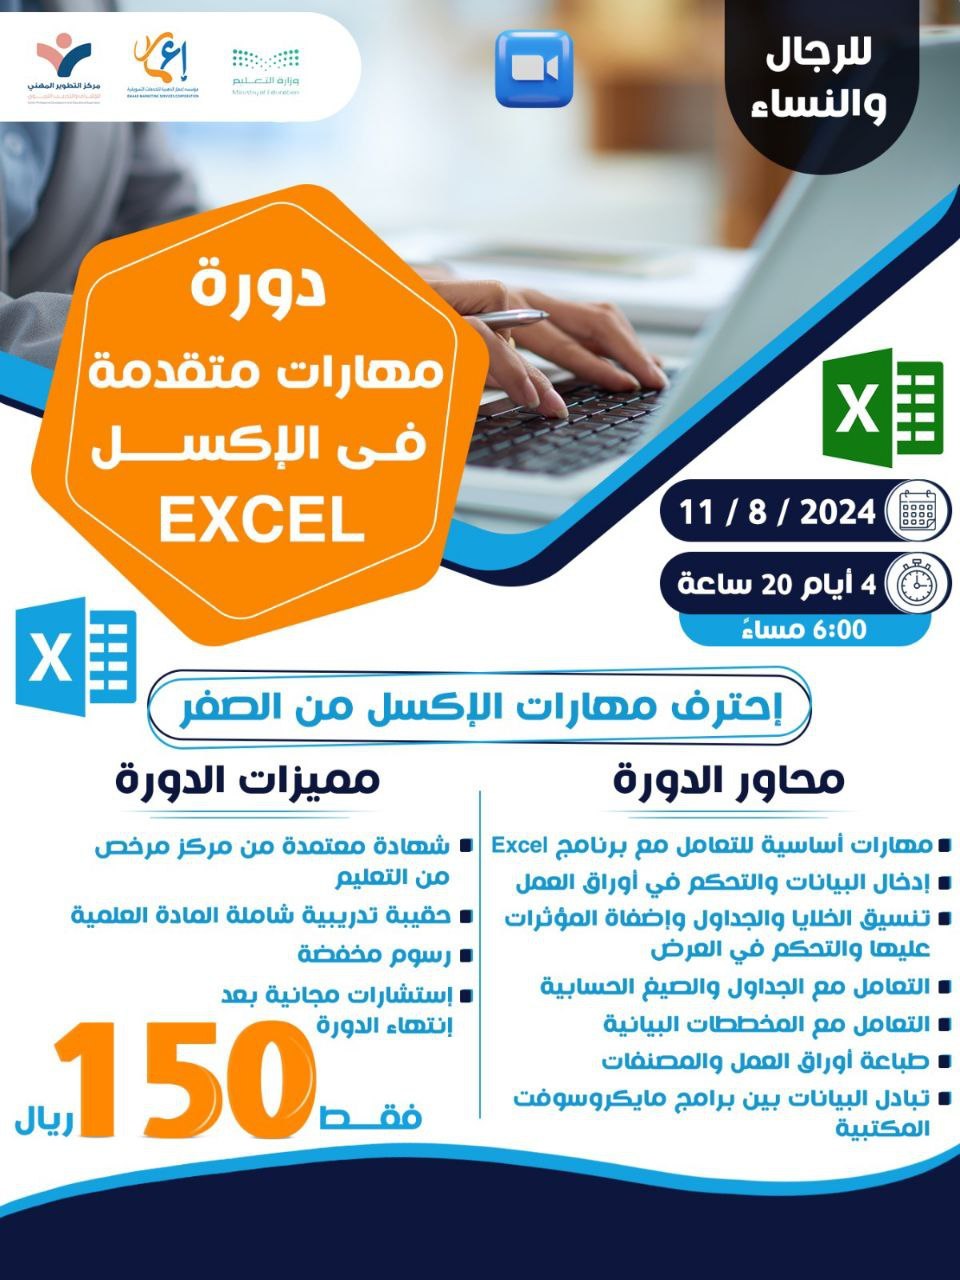 للرجال
والنساء
وزارة التعليم
Ministry of Education
مركز التطوير المهني
دورة
مهارات متقدمة
فى الإكسل
EXCEL
X
11 / 8 / 2024
4 أيام 20 ساعة
6:00 مساءً
X
إحترف مهارات الإكسل من الصفر
محاور الدورة
مهارات أساسية للتعامل مع برنامج Excel
إدخال البيانات والتحكم في أوراق العمل
تنسيق الخلايا والجداول وإضفاة المؤثرات
عليها والتحكم في العرض
التعامل مع الجداول والصيغ الحسابية
التعامل مع المخططات البيانية
طباعة أوراق العمل والمصنفات
تبادل البيانات بين برامج مايكروسوفت
المكتبية
مميزات الدورة
شهادة معتمدة من مركز مرخص
من التعليم
حقيبة تدريبية شاملة المادة العلمية
رسوم مخفضة
إستشارات مجانية بعد
إنتهاء الدورة
فقط 150 ريال